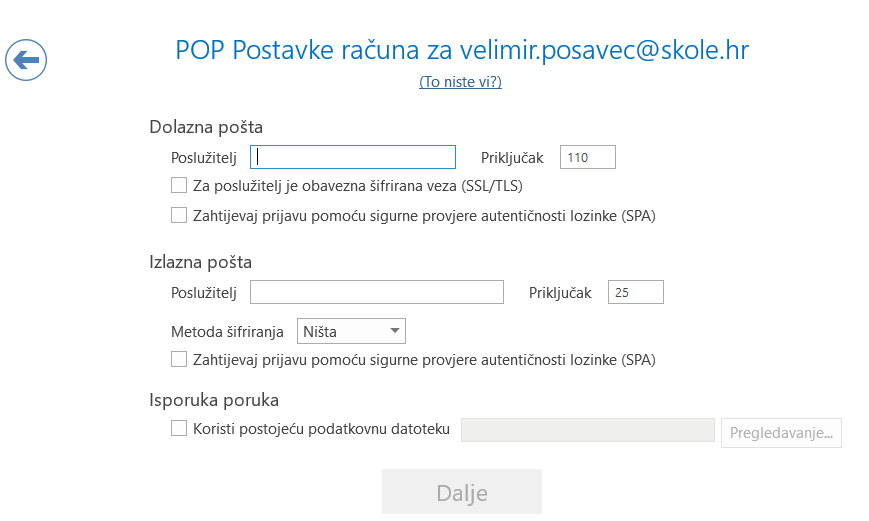 POP Postavke računa za velimir.posavec@skole.hr
(To niste vi?)
Dolazna pošta
Poslužitelj Priključak 110
Za poslužitelj je obavezna šifrirana veza (SSL/TLS)
Zahtijevaj prijavu pomoću sigurne provjere autentičnosti lozinke (SPA)
Izlazna pošta
Poslužitelj Priključak 25
Metoda šifriranja Ništa
Zahtijevaj prijavu pomoću sigurne provjere autentičnosti lozinke (SPA)
Isporuka poruka
Koristi postojeću podatkovnu datoteku Pregledavanje...
Dalje